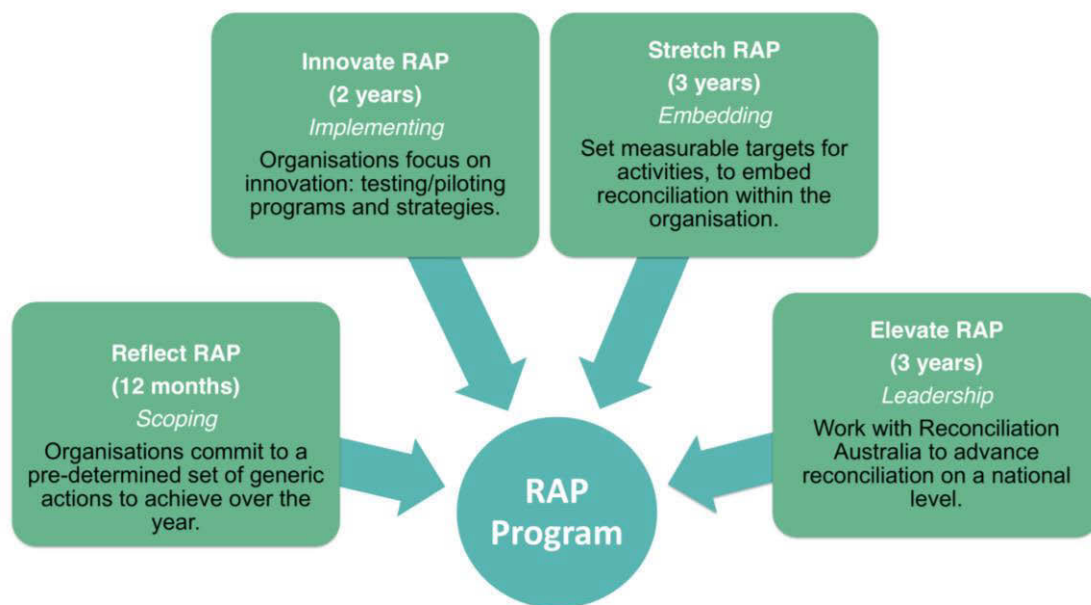 Innovate RAP
(2 years)
Implementing
Organisations focus on
innovation: testing/piloting
programs and strategies.
Stretch RAP
(3 years)
Embedding
Set measurable targets for
activities, to embed
reconciliation within the
organisation.
Reflect RAP
(12 months)
Scoping
Organisations commit to a
pre-determined set of generic
actions to achieve over the
year.
Elevate RAP
(3 years)
Leadership
Work with Reconciliation
Australia to advance
reconciliation on a national
level.
RAP
Program